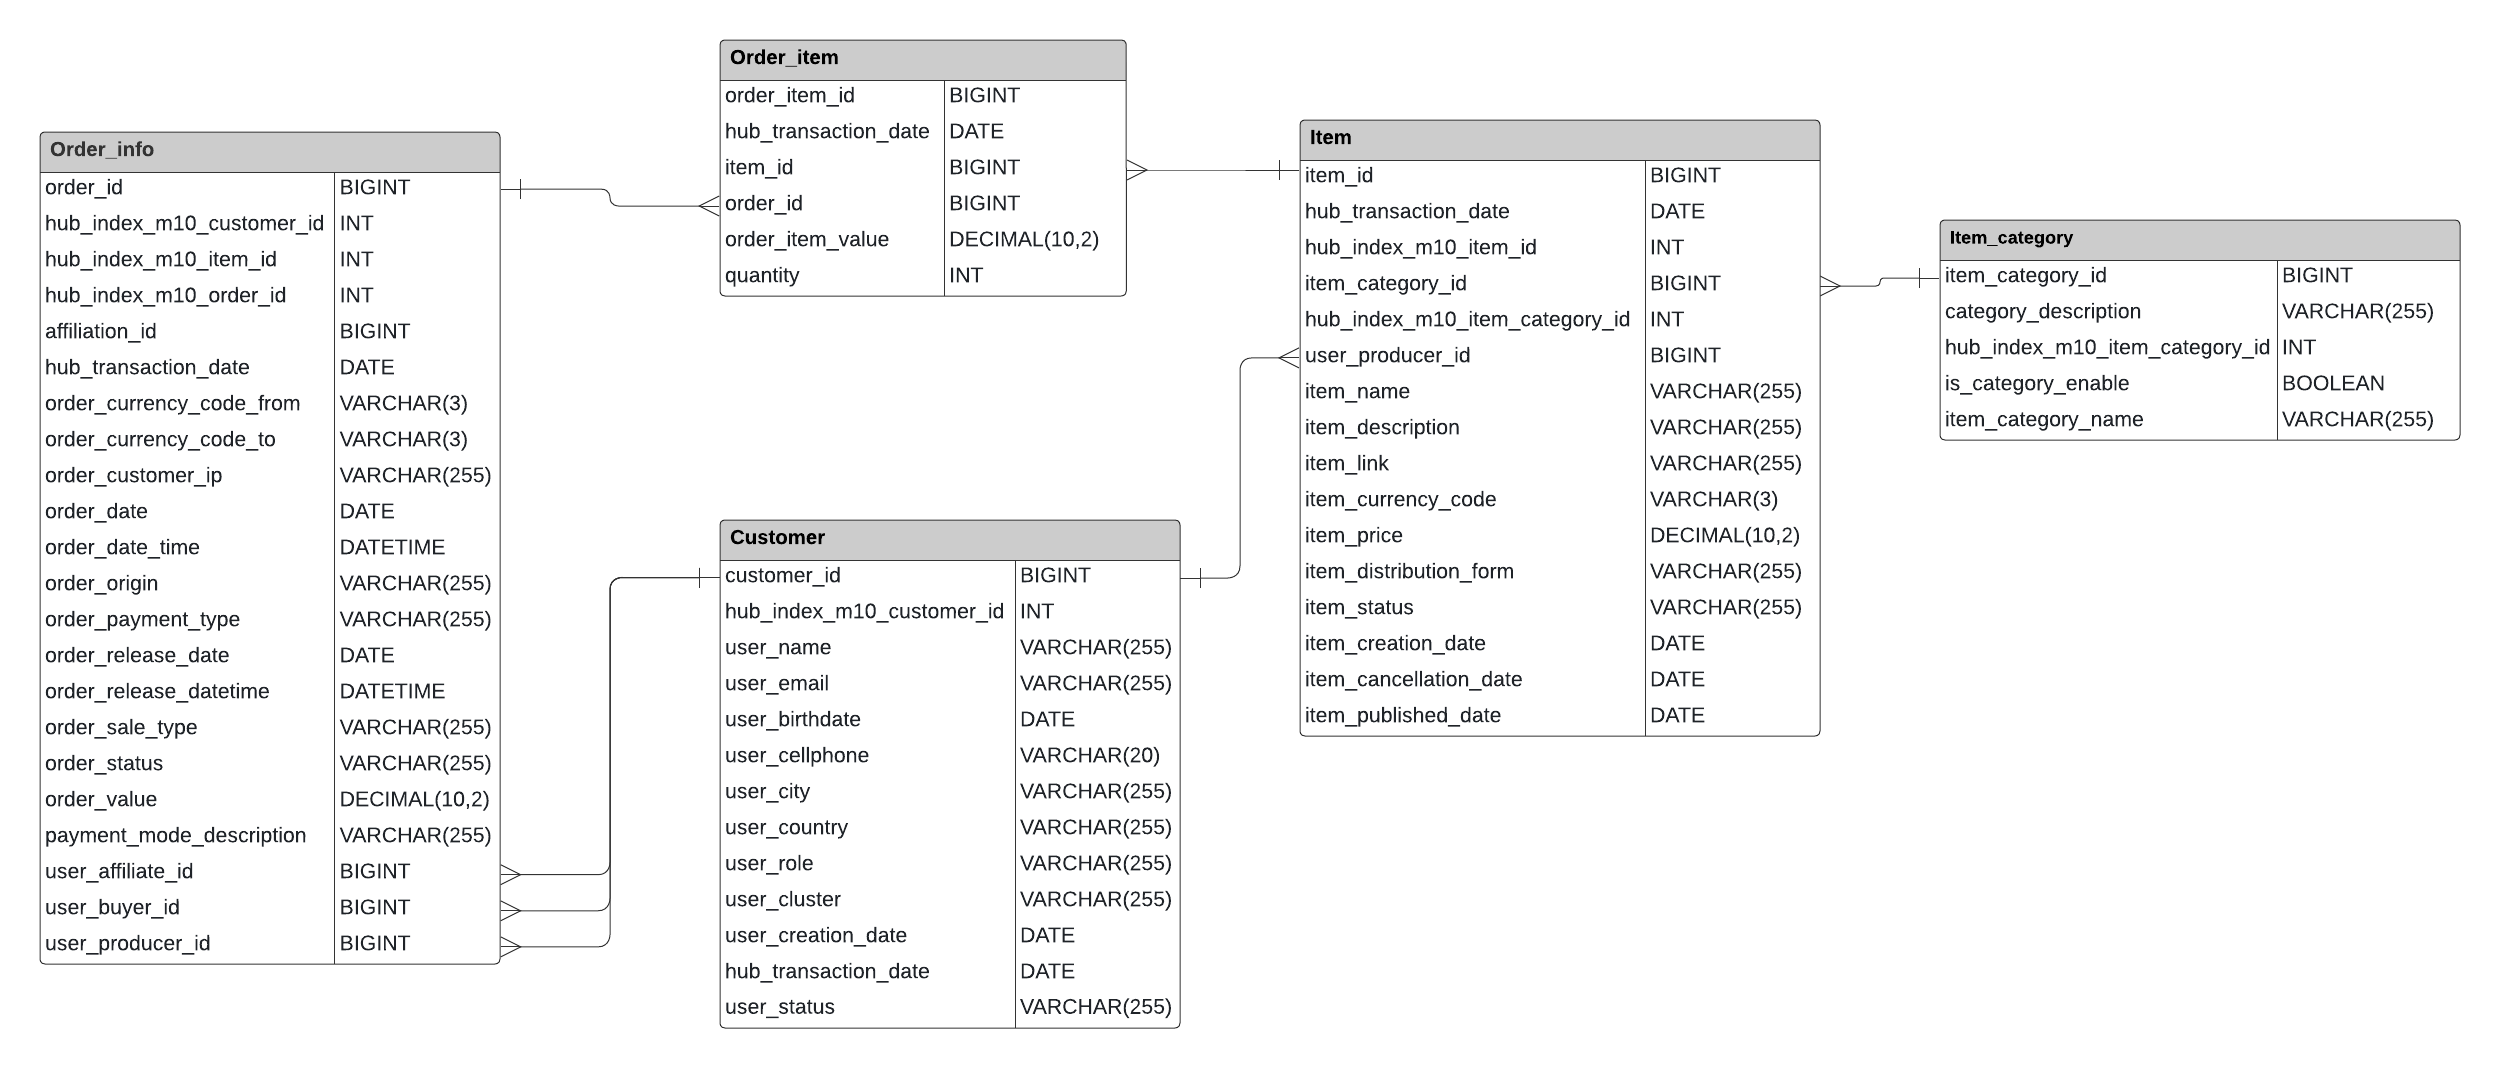 Order_info
order_id BIGINT
hub_index_m10_customer_id INT
hub_index_m10_item_id INT
hub_index_m10_order_id INT
affiliation_id BIGINT
hub_transaction_date DATE
order_currency_code_from VARCHAR(3)
order_currency_code_to VARCHAR(3)
order_customer_ip VARCHAR(255)
order_date DATE
order_date_time DATETIME
order_origin VARCHAR(255)
order_payment_type VARCHAR(255)
order_release_date DATE
order_release_datetime DATETIME
order_sale_type VARCHAR(255)
order_status VARCHAR(255)
order_value DECIMAL(10,2)
payment_mode_description VARCHAR(255)
user_affiliate_id BIGINT
user_buyer_id BIGINT
user_producer_id BIGINT
Order_item
order_item_id BIGINT
hub_transaction_date DATE
item_id BIGINT
order_id BIGINT
order_item_value DECIMAL(10,2)
quantity INT
Customer
customer_id BIGINT
hub_index_m10_customer_id INT
user_name VARCHAR(255)
user_email VARCHAR(255)
user_birthdate DATE
user_cellphone VARCHAR(20)
user_city VARCHAR(255)
user_country VARCHAR(255)
user_role VARCHAR(255)
user_cluster VARCHAR(255)
user_creation_date DATE
hub_transaction_date DATE
user_status VARCHAR(255)
Item
item_id BIGINT
hub_transaction_date DATE
hub_index_m10_item_id INT
item_category_id BIGINT
hub_index_m10_item_category_id INT
user_producer_id BIGINT
item_name VARCHAR(255)
item_description VARCHAR(255)
item_link VARCHAR(255)
item_currency_code VARCHAR(3)
item_price DECIMAL(10,2)
item_distribution_form VARCHAR(255)
item_status VARCHAR(255)
item_creation_date DATE
item_cancellation_date DATE
item_published_date DATE
Item_category
item_category_id BIGINT
category_description VARCHAR(255)
hub_index_m10_item_category_id INT
is_category_enable BOOLEAN
item_category_name VARCHAR(255)